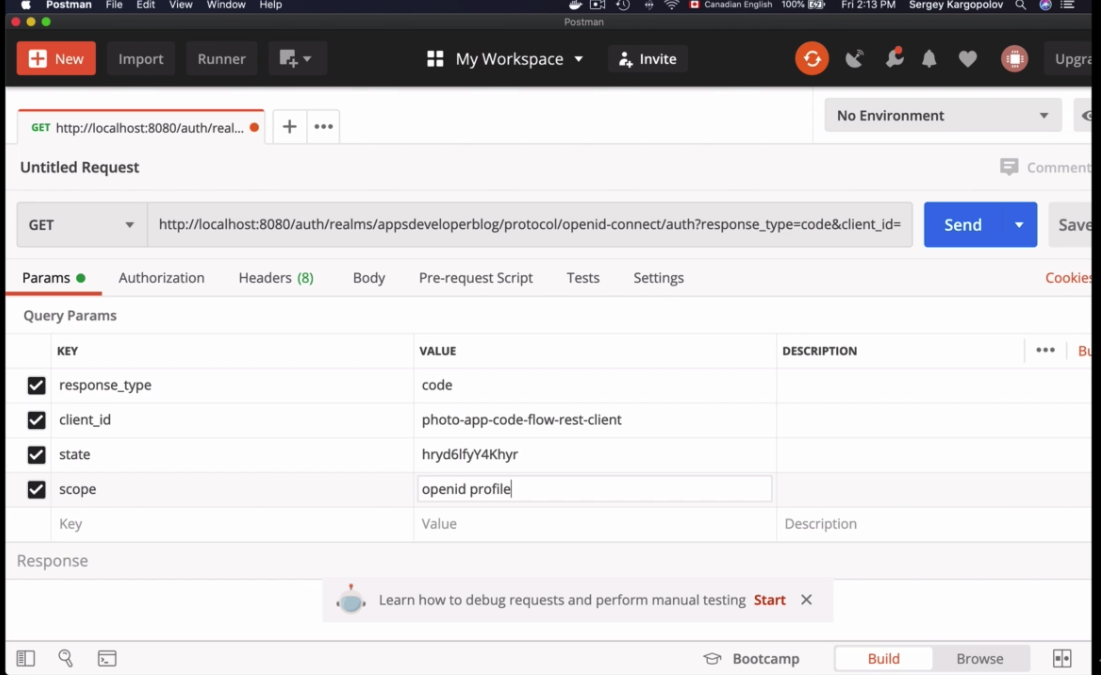 Postman File Edit View Window Help Canadian English 100% Fri 2:13 PM Sergey Kargopolov
Postman
New Import Runner My Workspace Invite Upgra
GET http://localhost:8080/auth/real... No Environment
Untitled Request Comment
GET http://localhost:8080/auth/realms/appsdeveloperblog/protocol/openid-connect/auth?response_type=code&client_id= Send Save
Params Authorization Headers (8) Body Pre-request Script Tests Settings Cookies
Query Params
KEY VALUE DESCRIPTION Bu
response_type code
client_id photo-app-code-flow-rest-client
state hryd6lfyY4Khyr
scope openid profile
Key Value Description
Response
Learn how to debug requests and perform manual testing Start
Bootcamp Build Browse